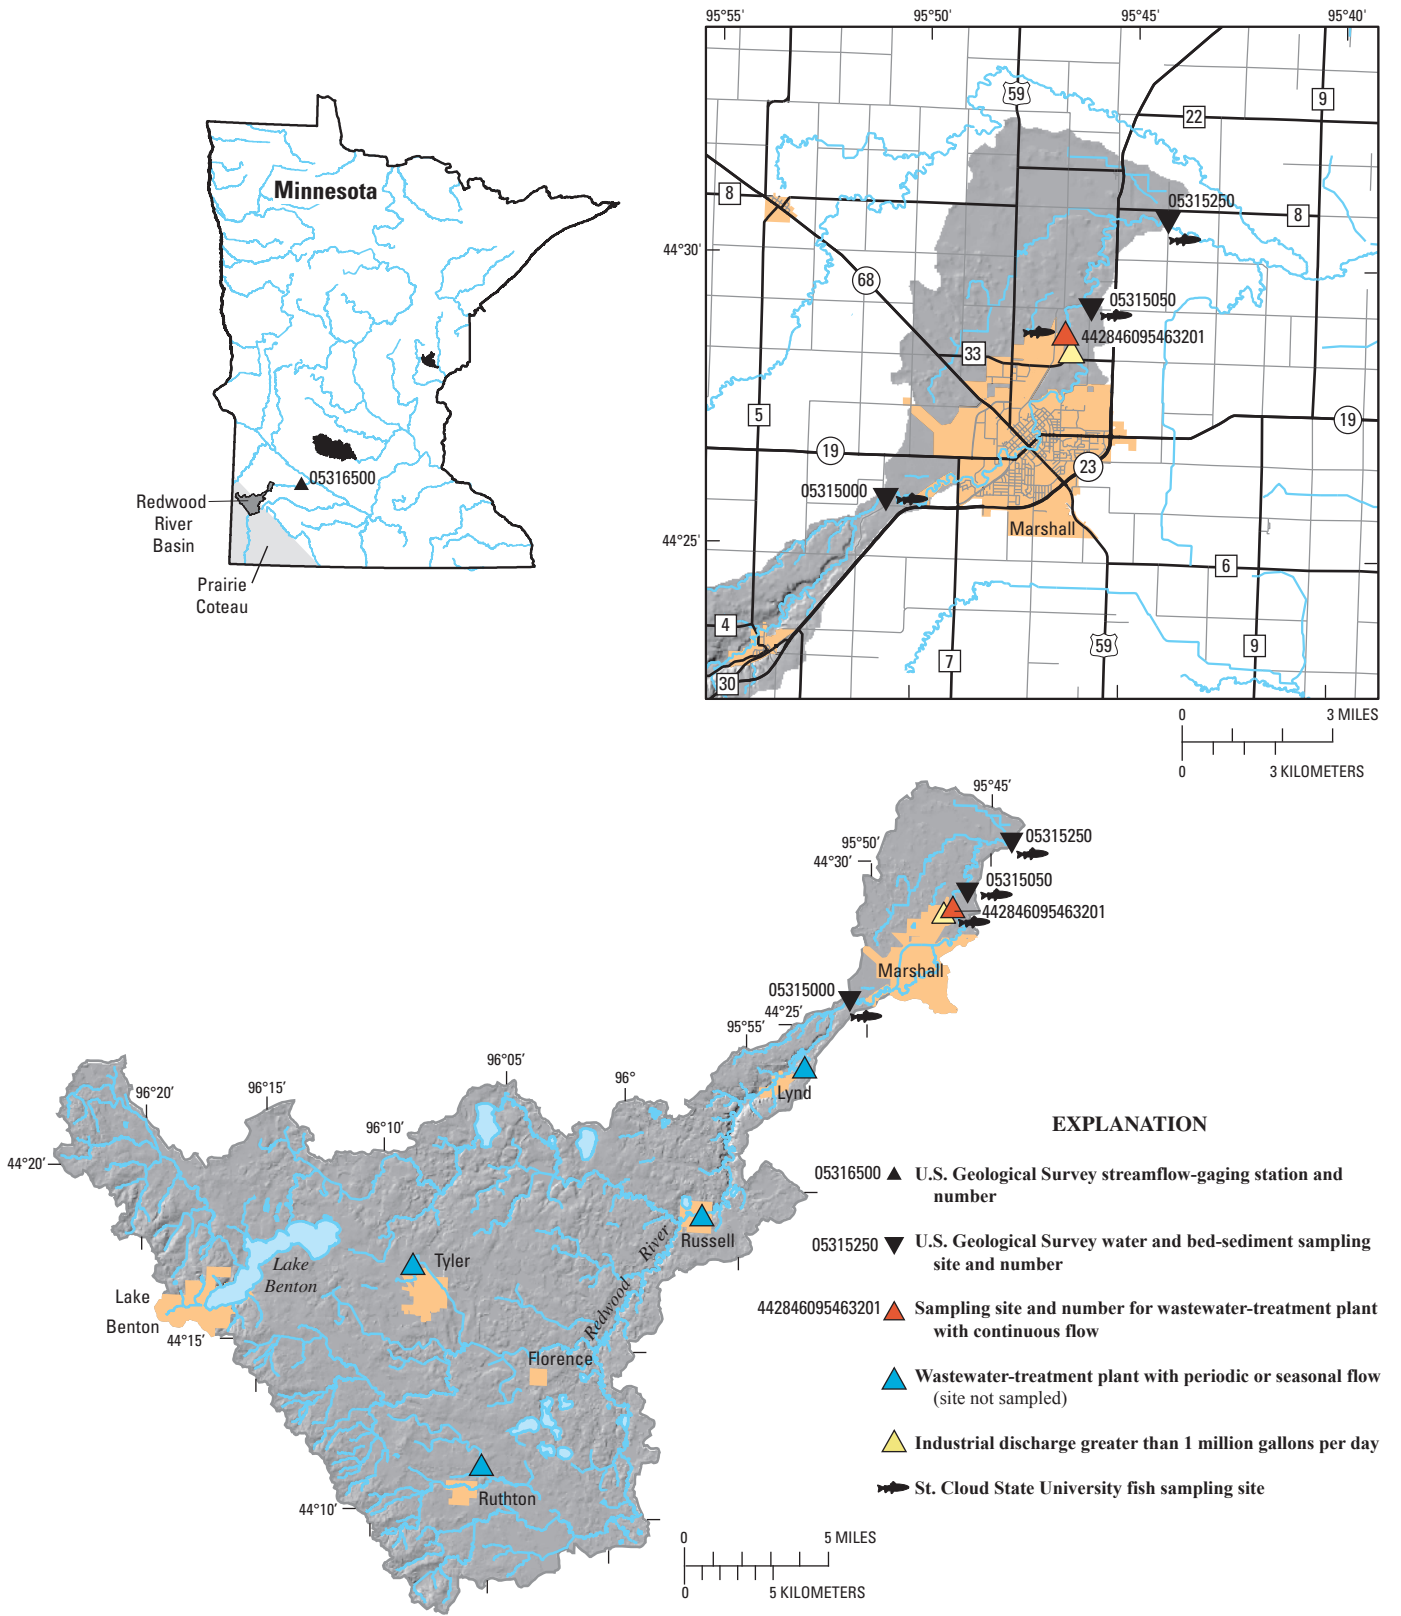 Minnesota
05316500
Redwood
River
Basin
Prairie
Coteau
95°55'
95°50'
95°45'
95°40'
59
9
22
8
05315250
8
44°30'
68
05315050
442846095463201
33
5
19
19
23
05315000
Marshall
44°25'
6
4
59
9
7
30
0
3 MILES
0
3 KILOMETERS
95°45'
95°50'
44°30'
05315250
05315050
442846095463201
Marshall
05315000
44°25'
95°55'
Lynd
96°20'
96°15'
96°10'
96°05'
96°
44°20'
Russell
Redwood River
Tyler
Lake
Benton
Lake
Benton
44°15'
Florence
Ruthton
44°10'
0
5 MILES
0
5 KILOMETERS
EXPLANATION
05316500 U.S. Geological Survey streamflow-gaging station and
number
05315250 U.S. Geological Survey water and bed-sediment sampling
site and number
442846095463201 Sampling site and number for wastewater-treatment plant
with continuous flow
Wastewater-treatment plant with periodic or seasonal flow
(site not sampled)
Industrial discharge greater than 1 million gallons per day
St. Cloud State University fish sampling site